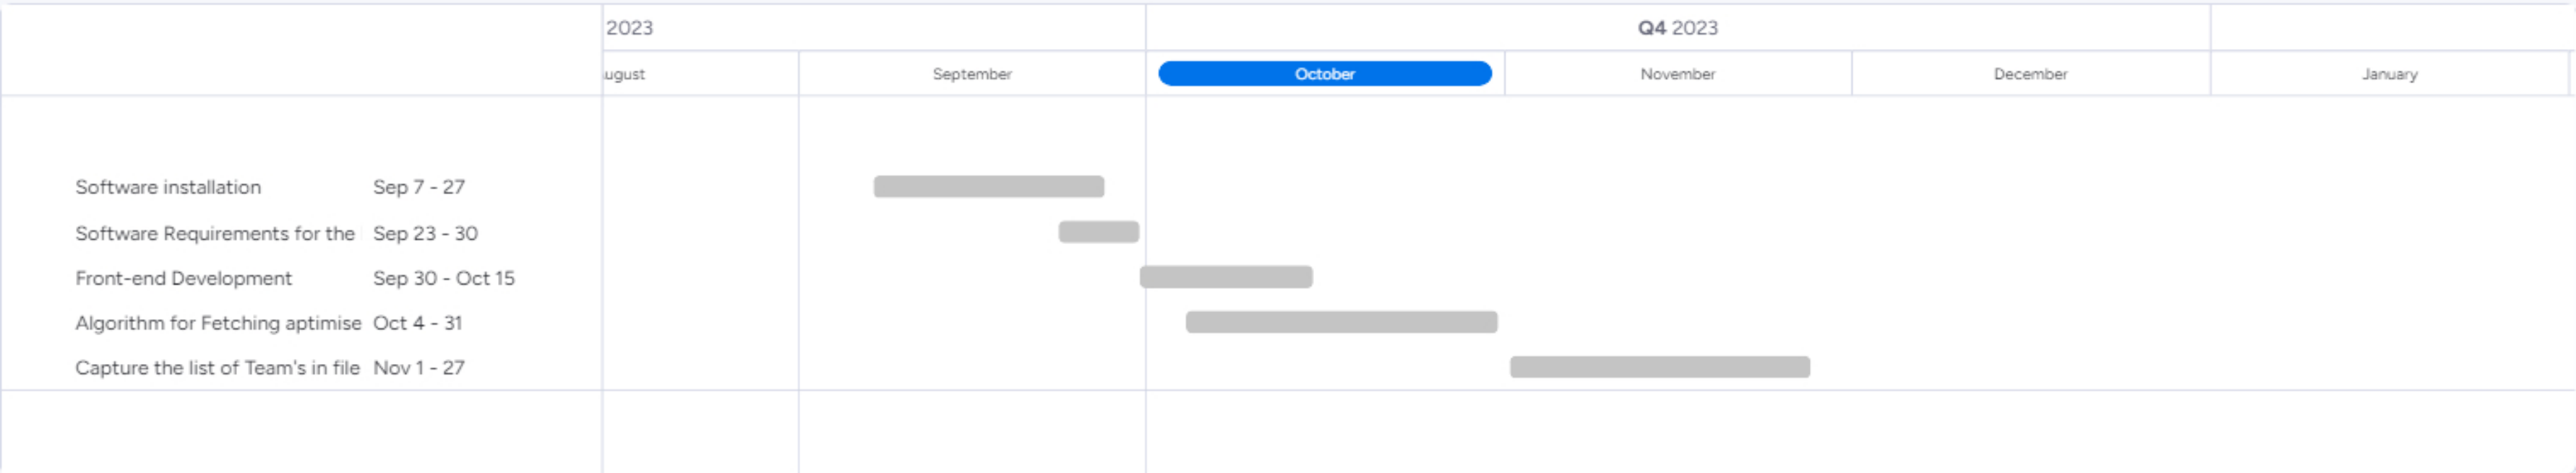 2023
Q4 2023
ugust
September
October
November
December
January
Software installation Sep 7 - 27
Software Requirements for the Sep 23 - 30
Front-end Development Sep 30 - Oct 15
Algorithm for Fetching aptimise Oct 4 - 31
Capture the list of Team's in file Nov 1 - 27